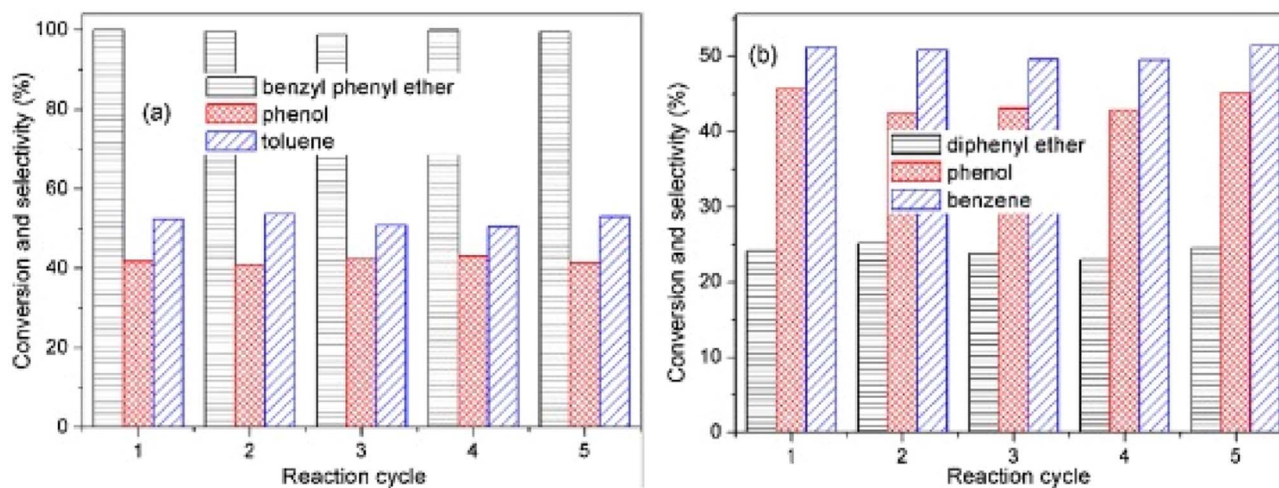 Conversion and selectivity (%)
100
80
60
40
20
0
(a)
benzyl phenyl ether
phenol
toluene
1 2 3 4 5
Reaction cycle
Conversion and selectivity (%)
50
40
30
20
10
0
(b)
diphenyl ether
phenol
benzene
1 2 3 4 5
Reaction cycle